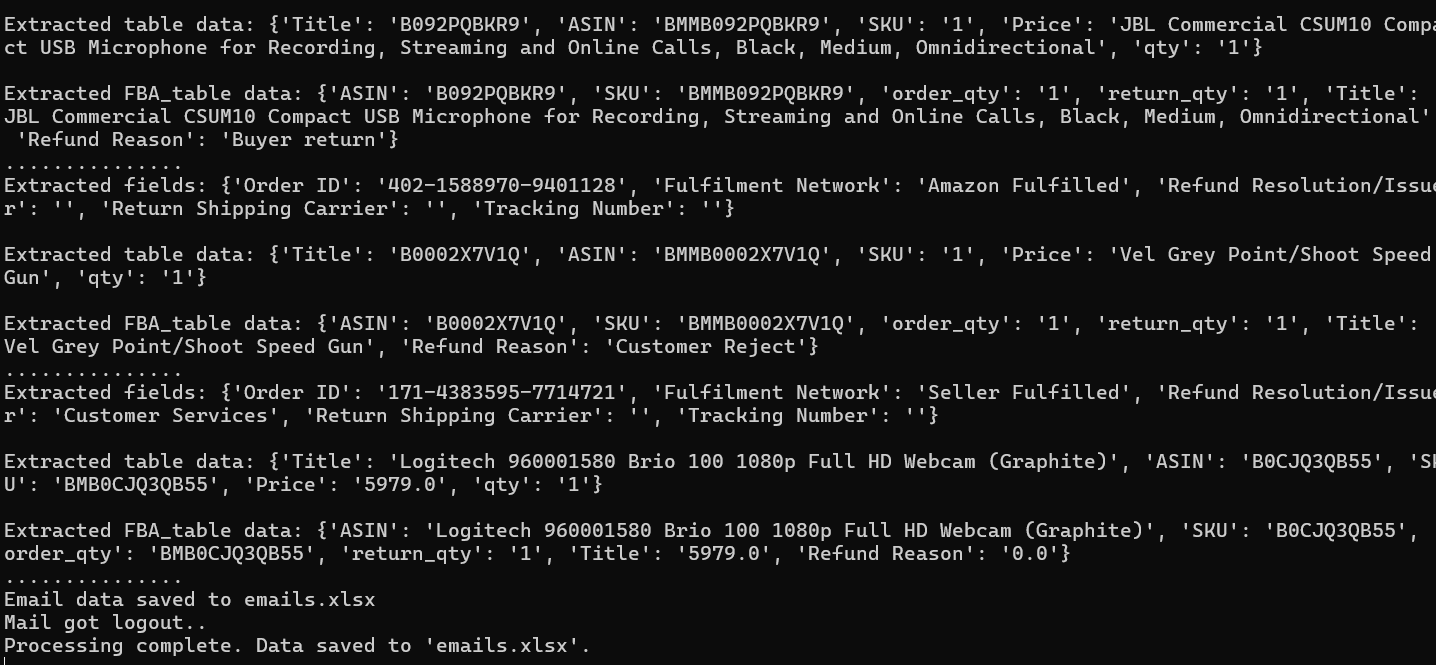 Extracted table data: {'Title': 'B092PQBKR9', 'ASIN': 'BMMB092PQBKR9', 'SKU': '1', 'Price': 'JBL Commercial CSUM10 Compa
ct USB Microphone for Recording, Streaming and Online Calls, Black, Medium, Omnidirectional', 'qty': '1'}
Extracted FBA_table data: {'ASIN': 'B092PQBKR9', 'SKU': 'BMMB092PQBKR9', 'order_qty': '1', 'return_qty': '1', 'Title':
JBL Commercial CSUM10 Compact USB Microphone for Recording, Streaming and Online Calls, Black, Medium, Omnidirectional'
'Refund Reason': 'Buyer return'}
...............
Extracted fields: {'Order ID': '402-1588970-9401128', 'Fulfilment Network': 'Amazon Fulfilled', 'Refund Resolution/Issue
r': '', 'Return Shipping Carrier': '', 'Tracking Number': ''}
Extracted table data: {'Title': 'B0002X7V1Q', 'ASIN': 'BMMB0002X7V1Q', 'SKU': '1', 'Price': 'Vel Grey Point/Shoot Speed
Gun', 'qty': '1'}
Extracted FBA_table data: {'ASIN': 'B0002X7V1Q', 'SKU': 'BMMB0002X7V1Q', 'order_qty': '1', 'return_qty': '1', 'Title':
Vel Grey Point/Shoot Speed Gun', 'Refund Reason': 'Customer Reject'}
...............
Extracted fields: {'Order ID': '171-4383595-7714721', 'Fulfilment Network': 'Seller Fulfilled', 'Refund Resolution/Issue
r': 'Customer Services', 'Return Shipping Carrier': '', 'Tracking Number': ''}
Extracted table data: {'Title': 'Logitech 960001580 Brio 100 1080p Full HD Webcam (Graphite)', 'ASIN': 'B0CJQ3QB55', 'SK
U': 'BMB0CJQ3QB55', 'Price': '5979.0', 'qty': '1'}
Extracted FBA_table data: {'ASIN': 'Logitech 960001580 Brio 100 1080p Full HD Webcam (Graphite)', 'SKU': 'B0CJQ3QB55',
order_qty': 'BMB0CJQ3QB55', 'return_qty': '1', 'Title': '5979.0', 'Refund Reason': '0.0'}
...............
Email data saved to emails.xlsx
Mail got logout..
Processing complete. Data saved to 'emails.xlsx'.